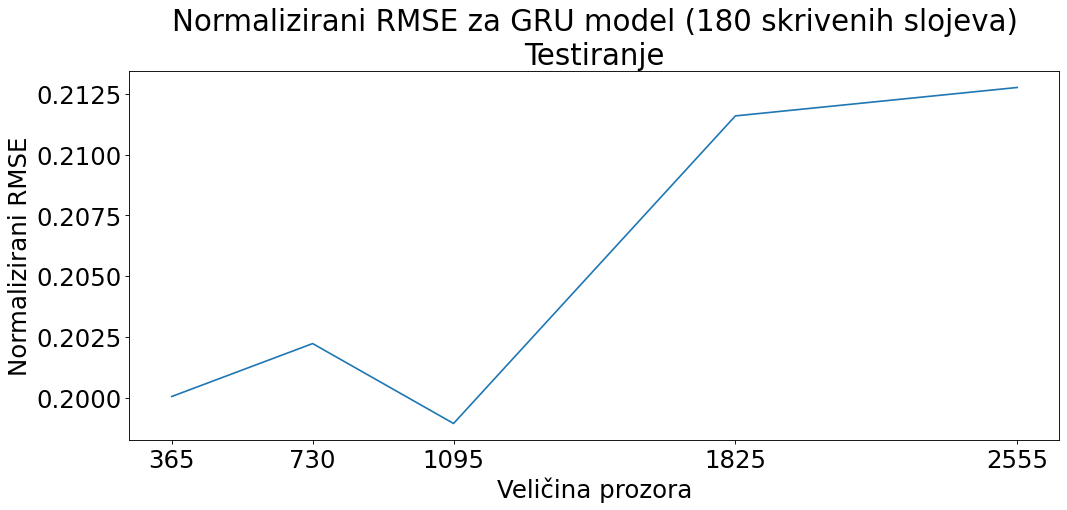 Normalizirani RMSE za GRU model (180 skrivenih slojeva)
Testiranje
Normalizirani RMSE
0.2125
0.2100
0.2075
0.2050
0.2025
0.2000
365 730 1095 1825 2555
Veličina prozora